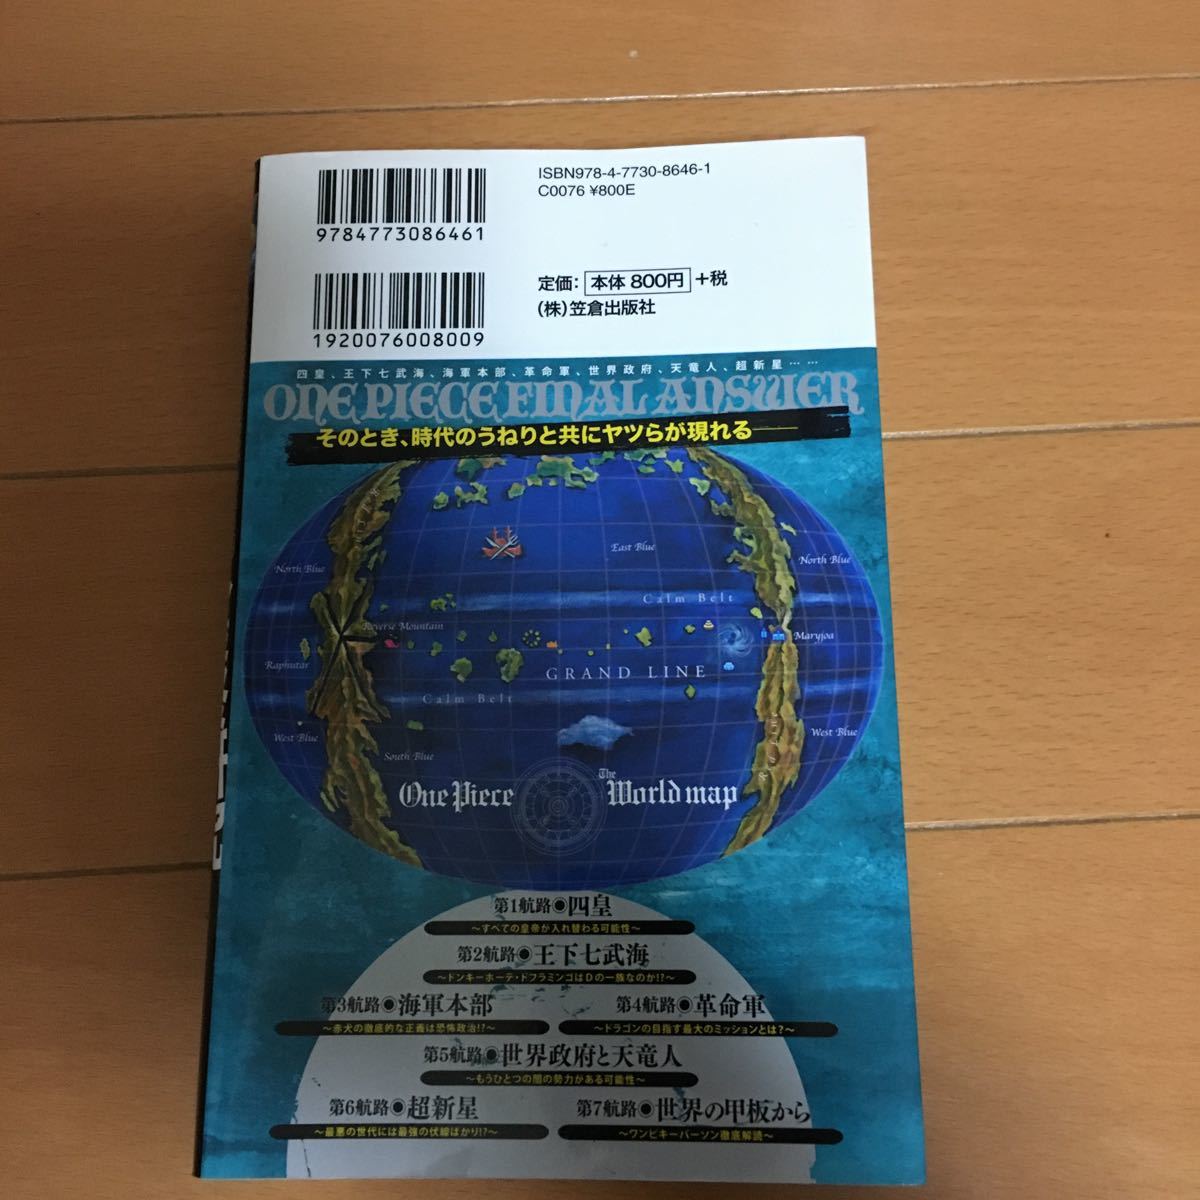 ISBN978-4-7730-8646-1
C0076 ¥800E
9784773086461
定価: 本体 800円 +税
(株)笠倉出版社
1920076008009
四皇、王下七武海、海軍本部、革命軍、世界政府、天竜人、超新星……
ONE PIECE FINAL ANSWER
そのとき、時代のうねりと共にヤツらが現れる――
East Blue
North Blue
North Blue
Calm Belt
Reverse Mountain
Maryjoa
Raphutar
GRAND LINE
Calm Belt
West Blue
West Blue
South Blue
Red Line
One Piece The World map
第1航路◉四皇
～すべての皇帝が入れ替わる可能性～
第2航路◉王下七武海
～ドンキーホーテ・ドフラミンゴはDの一族なのか!?～
第3航路◉海軍本部
～赤犬の徹底的な正義は恐怖政治!?～
第4航路◉革命軍
～ドラゴンの目指す最大のミッションとは?～
第5航路◉世界政府と天竜人
～もうひとつの闇の勢力がある可能性～
第6航路◉超新星
～最悪の世代には最強の伏線ばかり!?～
第7航路◉世界の甲板から
～ワンピキーパーソン徹底解読～